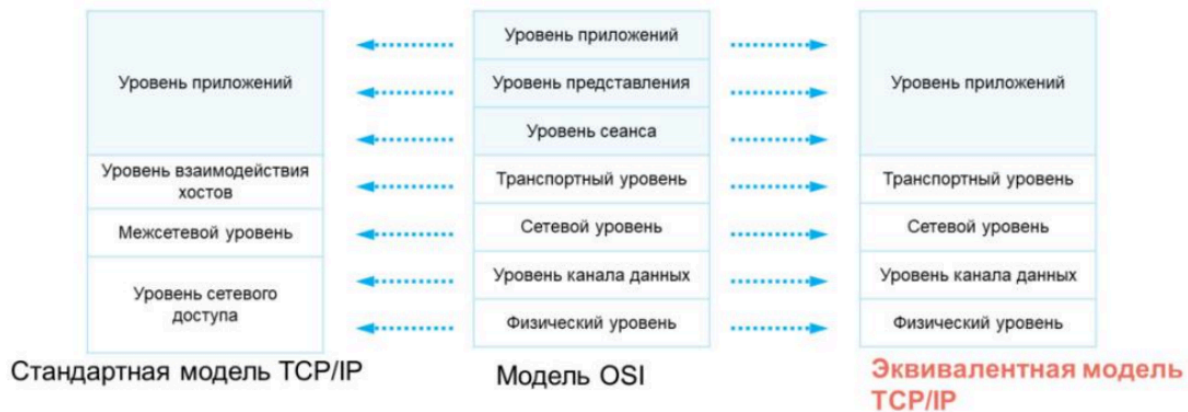 Уровень приложений
Уровень взаимодействия
хостов
Межсетевой уровень
Уровень сетевого
доступа
Стандартная модель TCP/IP
Уровень приложений
Уровень представления
Уровень сеанса
Транспортный уровень
Сетевой уровень
Уровень канала данных
Физический уровень
Модель OSI
Уровень приложений
Транспортный уровень
Сетевой уровень
Уровень канала данных
Физический уровень
Эквивалентная модель
TCP/IP